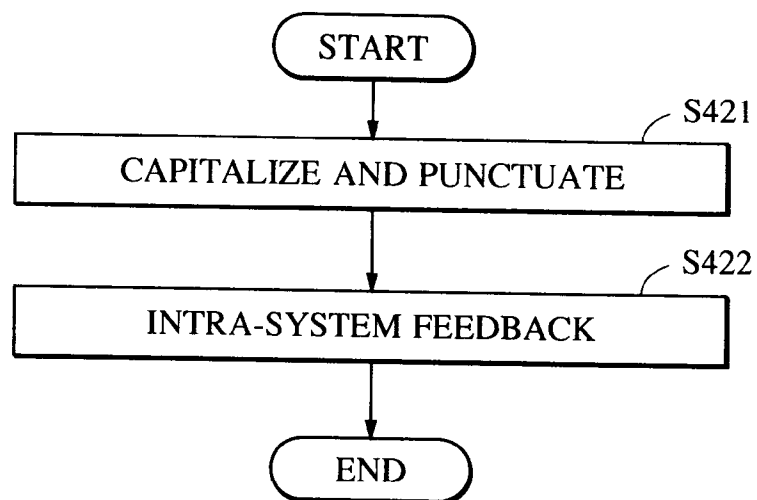 START
S421
CAPITALIZE AND PUNCTUATE
S422
INTRA-SYSTEM FEEDBACK
END